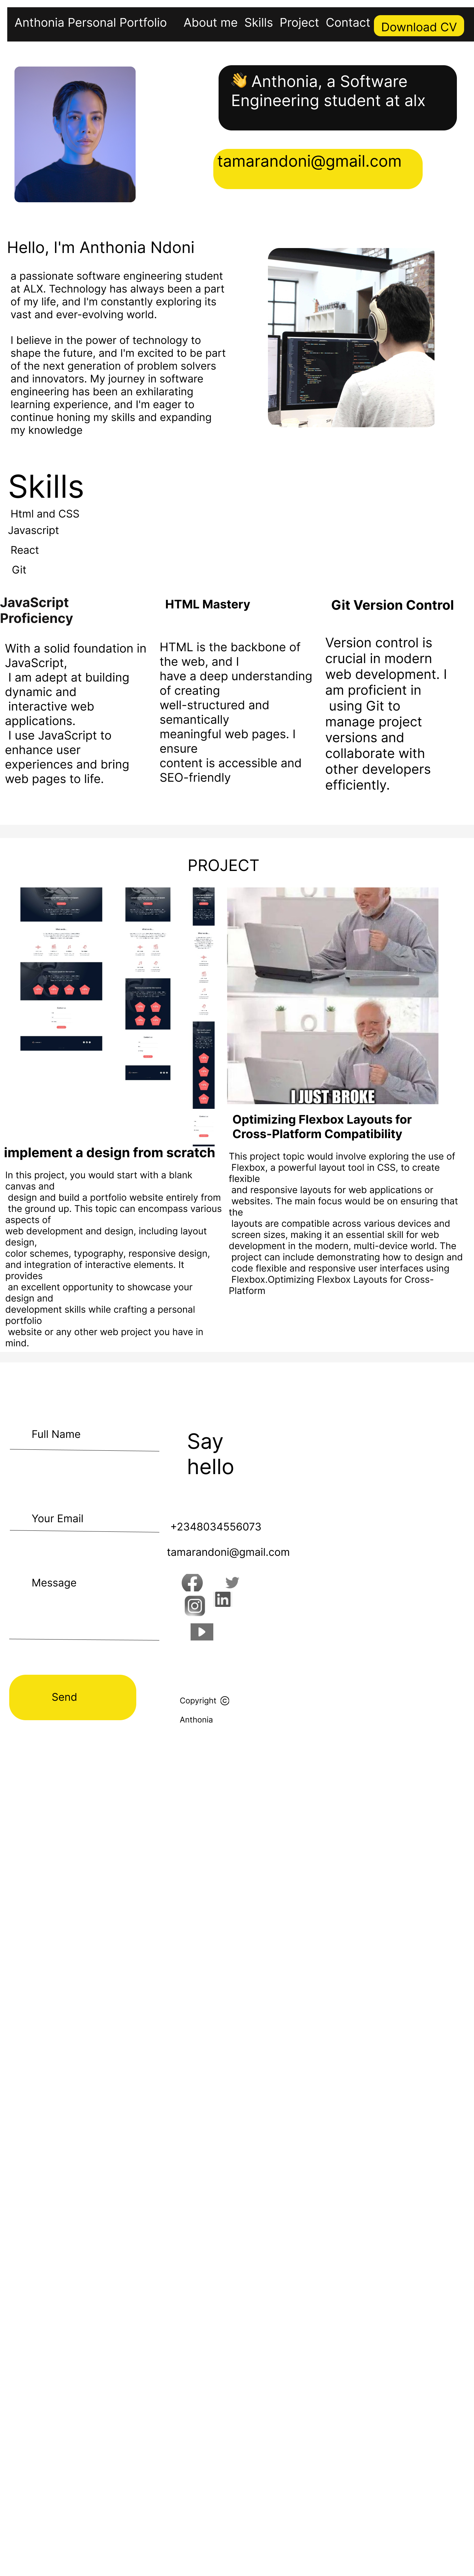 Anthonia Personal Portfolio About me Skills Project Contact Download CV
👋 Anthonia, a Software
Engineering student at alx
tamarandoni@gmail.com
Hello, I'm Anthonia Ndoni
a passionate software engineering student
at ALX. Technology has always been a part
of my life, and I'm constantly exploring its
vast and ever-evolving world.
I believe in the power of technology to
shape the future, and I'm excited to be part
of the next generation of problem solvers
and innovators. My journey in software
engineering has been an exhilarating
learning experience, and I'm eager to
continue honing my skills and expanding
my knowledge
Skills
Html and CSS
Javascript
React
Git
JavaScript
Proficiency
With a solid foundation in
JavaScript,
I am adept at building
dynamic and
interactive web
applications.
I use JavaScript to
enhance user
experiences and bring
web pages to life.
HTML Mastery
HTML is the backbone of
the web, and I
have a deep understanding
of creating
well-structured and
semantically
meaningful web pages. I
ensure
content is accessible and
SEO-friendly
Git Version Control
Version control is
crucial in modern
web development. I
am proficient in
using Git to
manage project
versions and
collaborate with
other developers
efficiently.
PROJECT
implement a design from scratch
In this project, you would start with a blank
canvas and
design and build a portfolio website entirely from
the ground up. This topic can encompass various
aspects of
web development and design, including layout
design,
color schemes, typography, responsive design,
and integration of interactive elements. It
provides
an excellent opportunity to showcase your
design and
development skills while crafting a personal
portfolio
website or any other web project you have in
mind.
I JUST BROKE
Optimizing Flexbox Layouts for
Cross-Platform Compatibility
This project topic would involve exploring the use of
Flexbox, a powerful layout tool in CSS, to create
flexible
and responsive layouts for web applications or
websites. The main focus would be on ensuring that
the
layouts are compatible across various devices and
screen sizes, making it an essential skill for web
development in the modern, multi-device world. The
project can include demonstrating how to design and
code flexible and responsive user interfaces using
Flexbox.Optimizing Flexbox Layouts for Cross-
Platform
Full Name
Your Email
Message
Send
Say
hello
+2348034556073
tamarandoni@gmail.com
Copyright ©
Anthonia